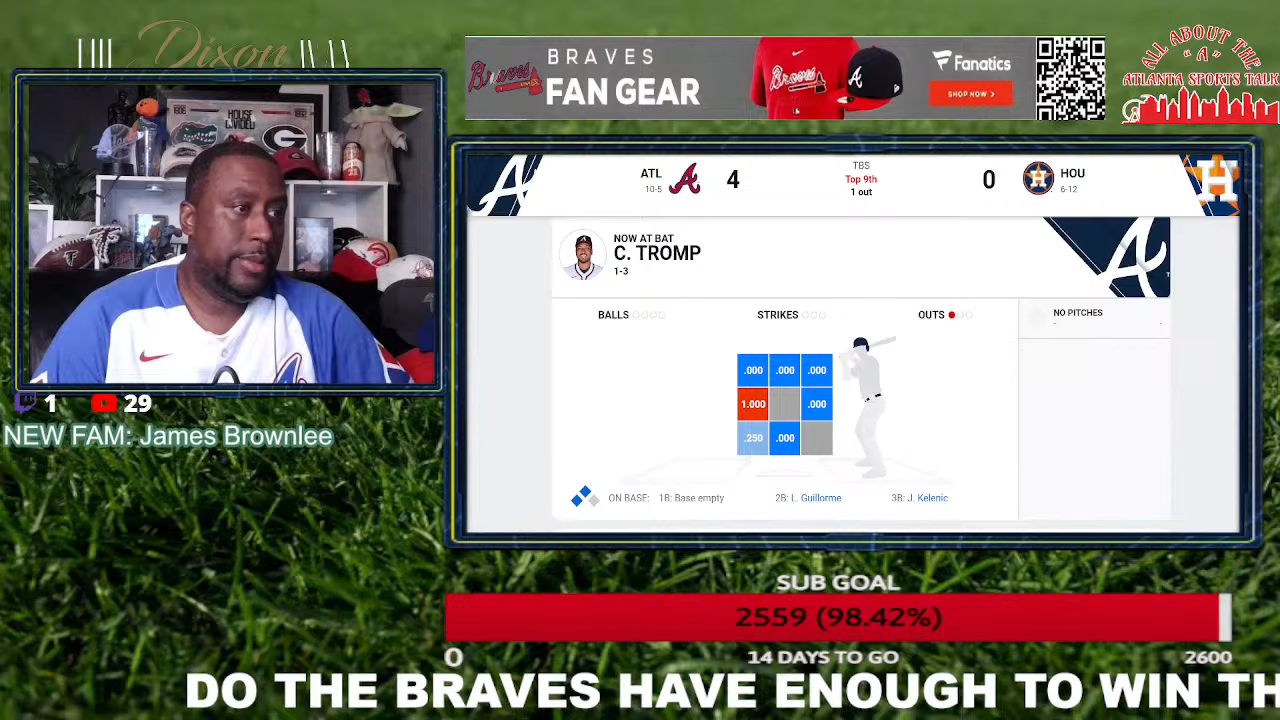 Dixon
BRAVES
FAN GEAR
Braves
Braves
Fanatics
SHOP NOW >
ALL ABOUT THE
"A"
ATLANTA SPORTS TALK
HOUSE
DIVIDED
G
ATL
10-5
4
TBS
Top 9th
1 out
0
HOU
6-12
NOW AT BAT
C. TROMP
1-3
BALLS
STRIKES
OUTS
NO PITCHES
- -
.000 .000 .000
1.000 .000
.250 .000
ON BASE: 1B: Base empty 2B: L. Guillorme 3B: J. Kelenic
1 29
NEW FAM: James Brownlee
SUB GOAL
2559 (98.42%)
0 14 DAYS TO GO 2600
DO THE BRAVES HAVE ENOUGH TO WIN TH